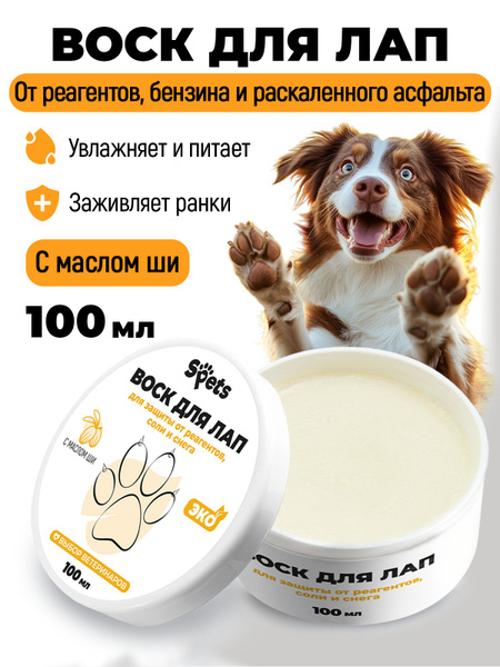 ВОСК ДЛЯ ЛАП
От реагентов, бензина и раскаленного асфальта
Увлажняет и питает
Заживляет ранки
С маслом ши
100 мл
Spets
ВОСК ДЛЯ ЛАП
для защиты от реагентов,
соли и снега
С МАСЛОМ ШИ
ЭКО
ВЫБОР ВЕТЕРИНАРОВ
100 мл
ВОСК ДЛЯ ЛАП
для защиты от реагентов,
соли и снега
100 мл